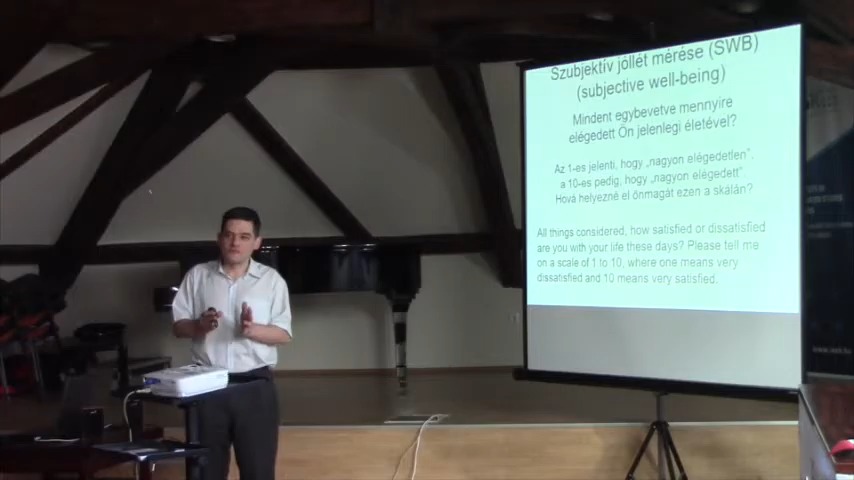 Szubjektív jóllét mérése (SWB)
(subjective well-being)
Mindent egybevetve mennyire
elégedett Ön jelenlegi életével?
Az 1-es jelenti, hogy „nagyon elégedetlen”.
a 10-es pedig, hogy „nagyon elégedett”
Hová helyezné el önmagát ezen a skálán?
All things considered, how satisfied or dissatisfied
are you with your life these days? Please tell me
on a scale of 1 to 10, where one means very
dissatisfied and 10 means very satisfied.